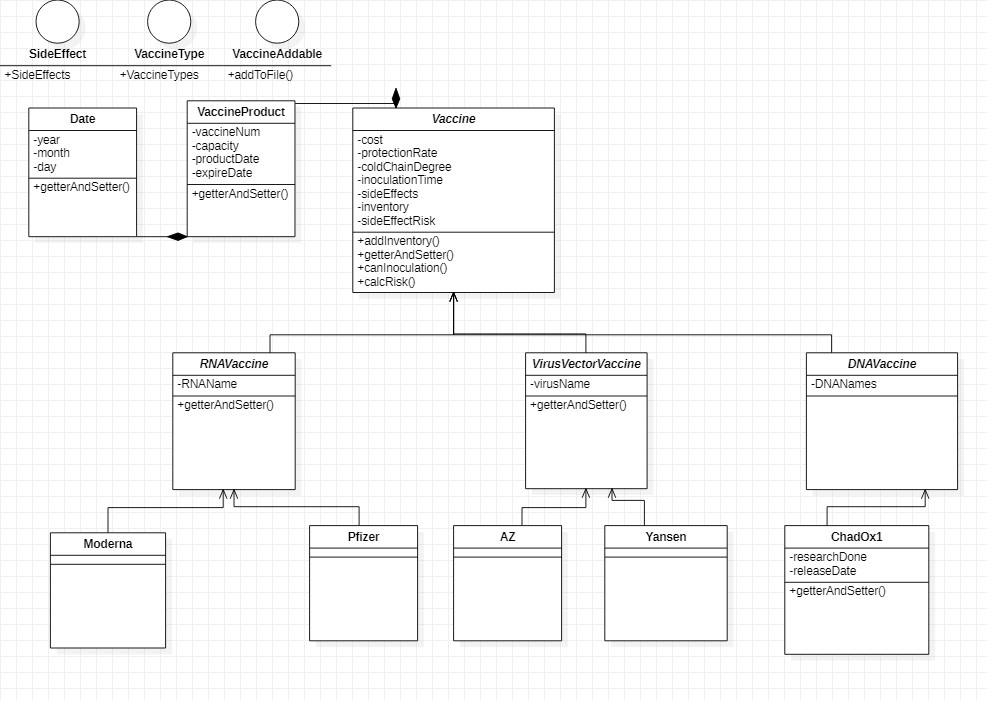 SideEffect
+SideEffects
VaccineType
+VaccineTypes
VaccineAddable
+addToFile()
Date
-year
-month
-day
+getterAndSetter()
VaccineProduct
-vaccineNum
-capacity
-productDate
-expireDate
+getterAndSetter()
Vaccine
-cost
-protectionRate
-coldChainDegree
-inoculationTime
-sideEffects
-inventory
-sideEffectRisk
+addInventory()
+getterAndSetter()
+canInoculation()
+calcRisk()
RNAVaccine
-RNAName
+getterAndSetter()
VirusVectorVaccine
-virusName
+getterAndSetter()
DNAVaccine
-DNANames
Moderna
Pfizer
AZ
Yansen
ChadOx1
-researchDone
-releaseDate
+getterAndSetter()